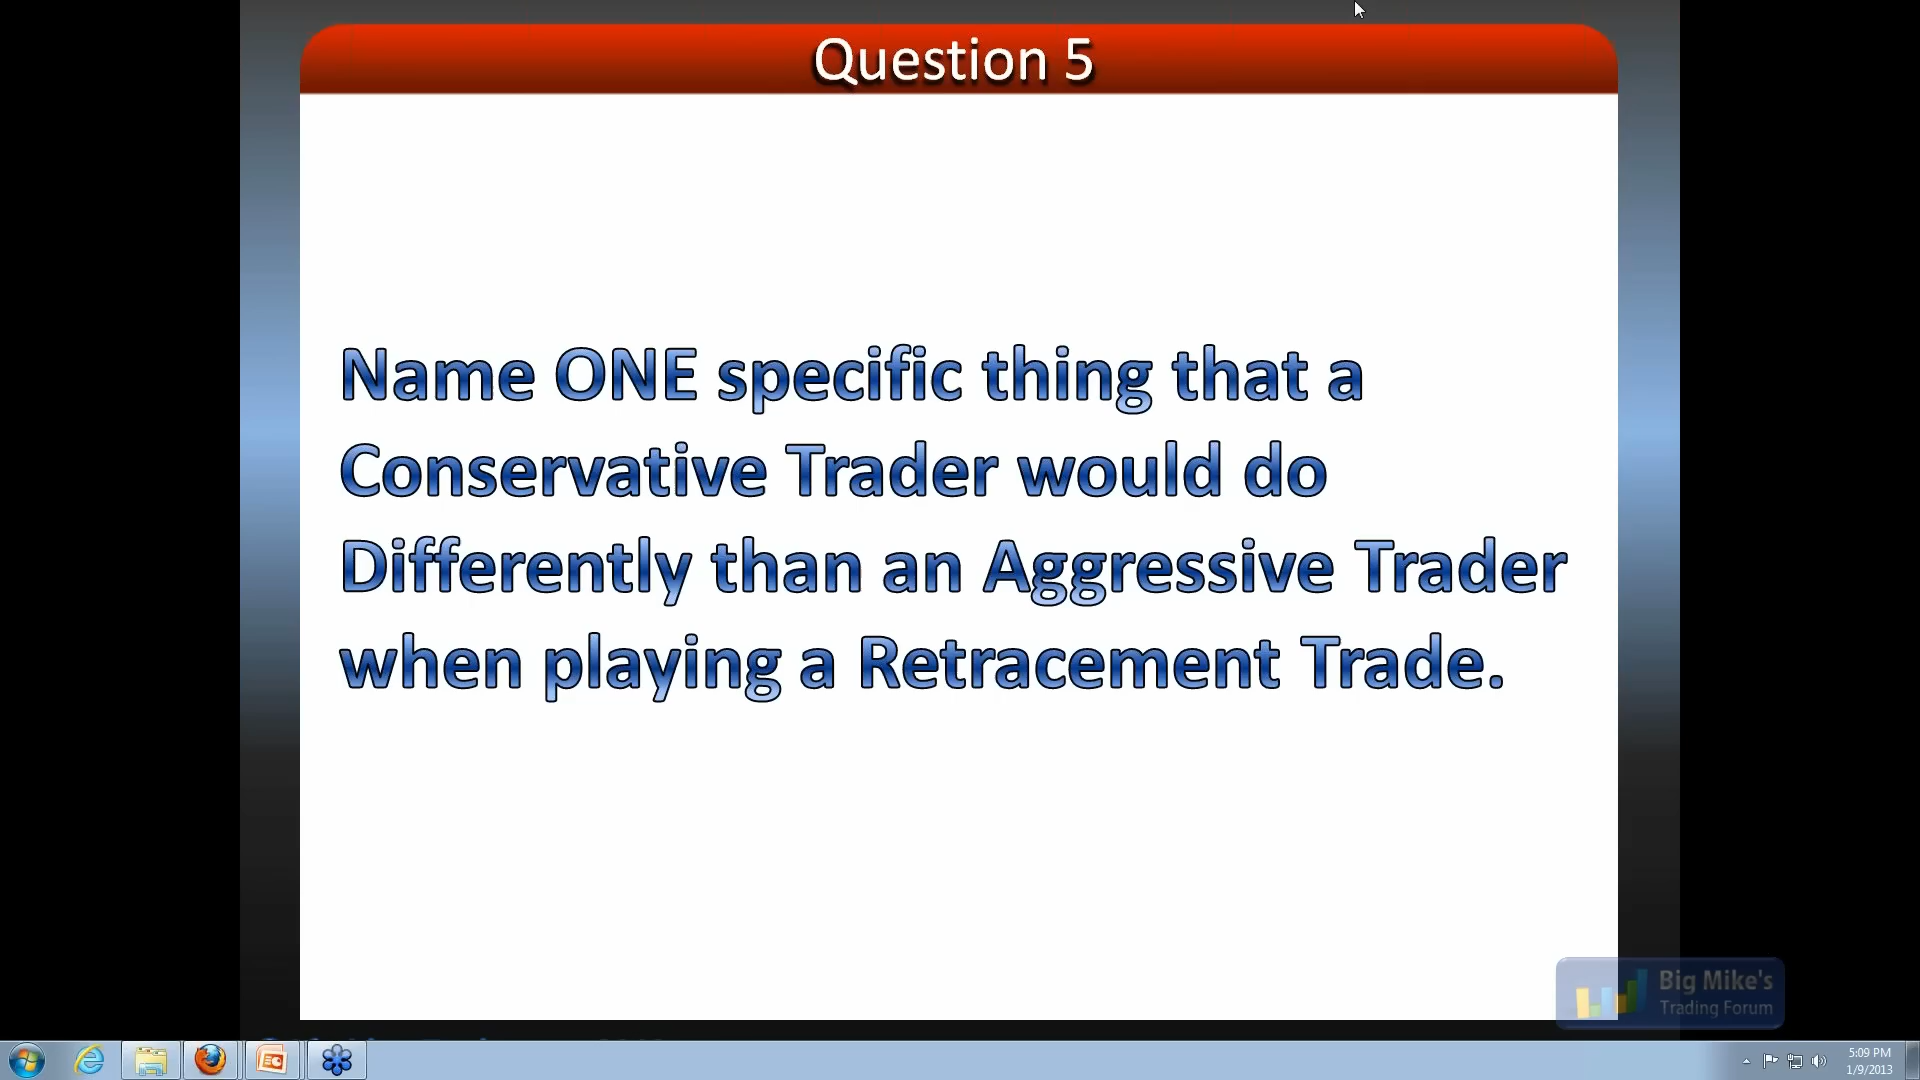 Question 5
Name ONE specific thing that a
Conservative Trader would do
Differently than an Aggressive Trader
when playing a Retracement Trade.
Big Mike's
Trading Forum
5:09 PM
1/9/2013